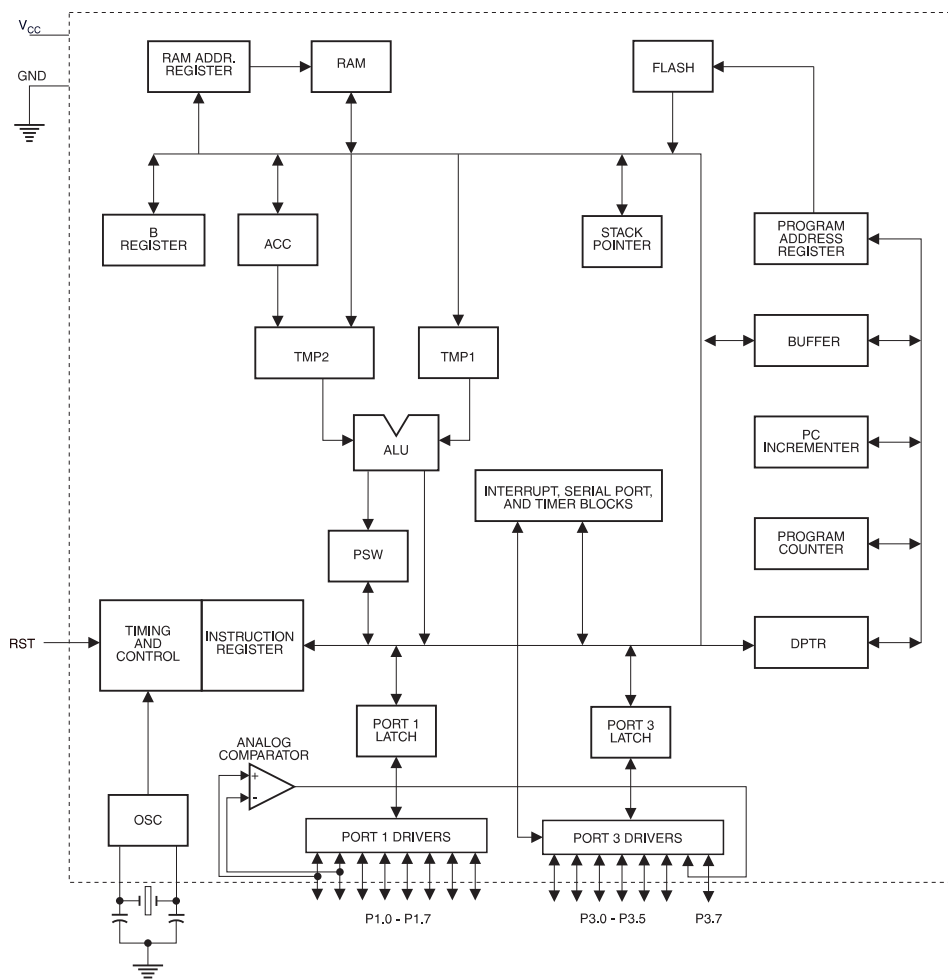 VCC
GND
RAM ADDR.
REGISTER
RAM
FLASH
B
REGISTER
ACC
STACK
POINTER
PROGRAM
ADDRESS
REGISTER
TMP2
TMP1
BUFFER
ALU
PC
INCREMENTER
INTERRUPT, SERIAL PORT,
AND TIMER BLOCKS
PSW
PROGRAM
COUNTER
RST
TIMING
AND
CONTROL
INSTRUCTION
REGISTER
DPTR
PORT 1
LATCH
PORT 3
LATCH
ANALOG
COMPARATOR
+
-
OSC
PORT 1 DRIVERS
PORT 3 DRIVERS
P1.0 - P1.7
P3.0 - P3.5
P3.7